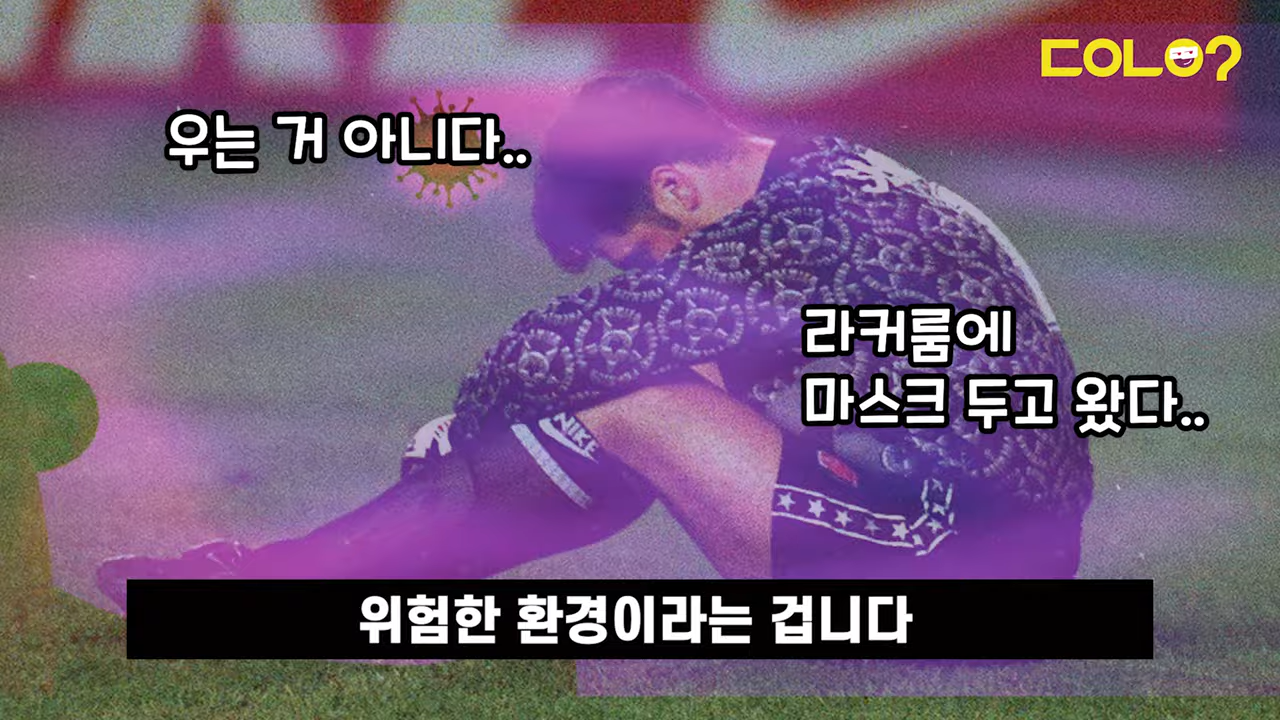 우는 거 아니다..
라커룸에
마스크 두고 왔다..
NIKE
위험한 환경이라는 겁니다